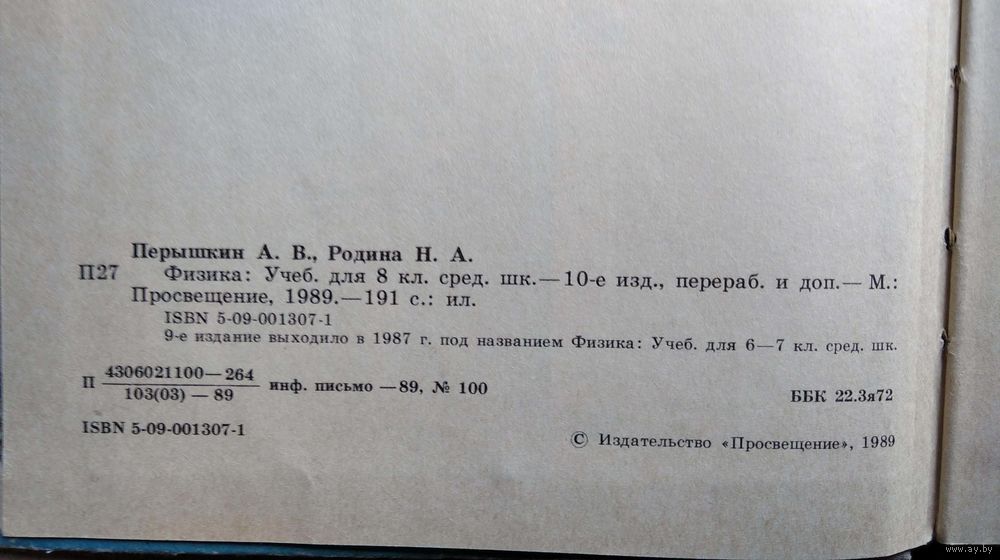 Перышкин А. В., Родина Н. А.
П27 Физика: Учеб. для 8 кл. сред. шк.—10-е изд., перераб. и доп.— М.:
Просвещение, 1989.—191 с.: ил.
ISBN 5-09-001307-1
9-е издание выходило в 1987 г. под названием Физика: Учеб. для 6—7 кл. сред. шк.
П 4306021100—264
103(03) — 89
инф. письмо —89, № 100
ББК 22.3я72
ISBN 5-09-001307-1
© Издательство «Просвещение», 1989
www.ay.by